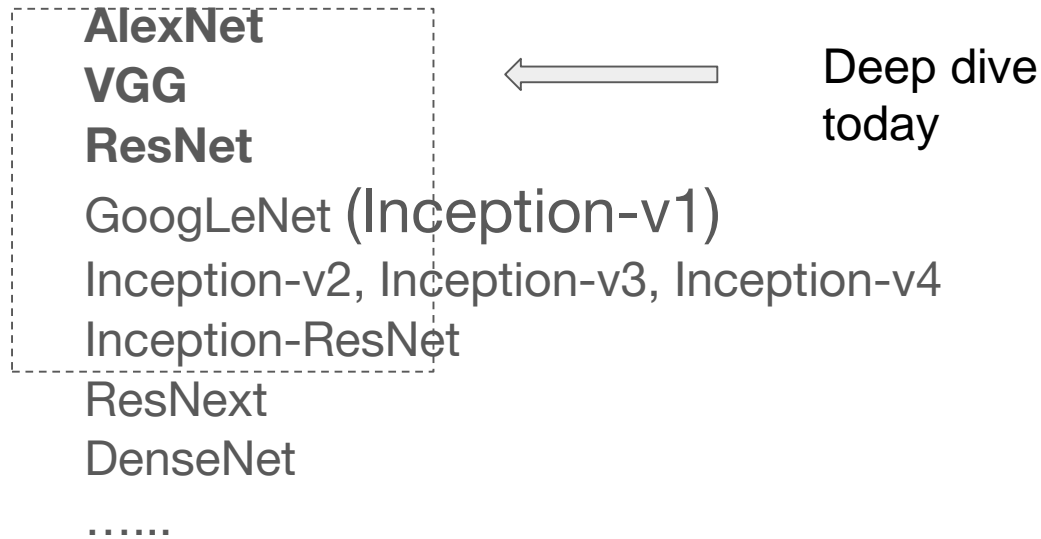 AlexNet
VGG
ResNet
GoogLeNet (Inception-v1)
Inception-v2, Inception-v3, Inception-v4
Inception-ResNet
ResNext
DenseNet
…...
Deep dive
today